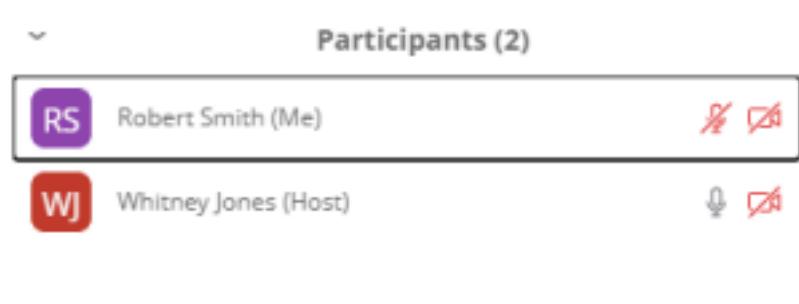 Participants (2)
RS Robert Smith (Me)
WJ Whitney Jones (Host)